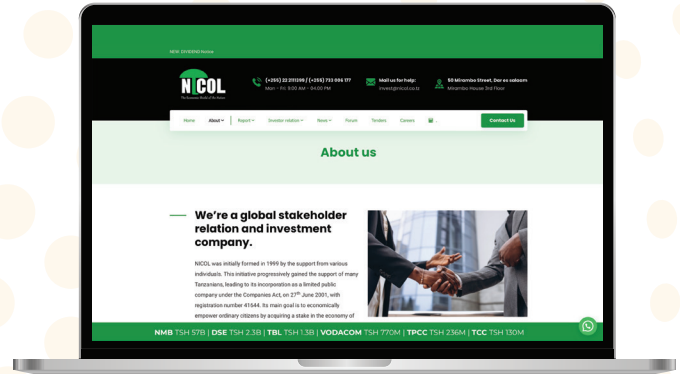 NEW: DIVIDEND Notice
NICOL
(+255) 22 2111399 / (+255) 733 006 177
Mon - Fri: 9:00 AM - 04:00 PM
Mail us for help:
invest@nicol.co.tz
50 Mirambo Street, Dar es salaam
Mirambo House 3rd Floor
Home About Report Investor relation News Forum Tenders Careers
Contact Us
About us
We're a global stakeholder
relation and investment
company.
NICOL was initially formed in 1999 by the support from various
individuals. This initiative progressively gained the support of many
Tanzanians, leading to its incorporation as a limited public
company under the Companies Act, on 27th June 2001, with
registration number 41644. Its main goal is to economically
empower ordinary citizens by acquiring a stake in the economy of
NMB TSH 57B | DSE TSH 2.3B | TBL TSH 1.3B | VODACOM TSH 770M | TPCC TSH 236M | TCC TSH 130M